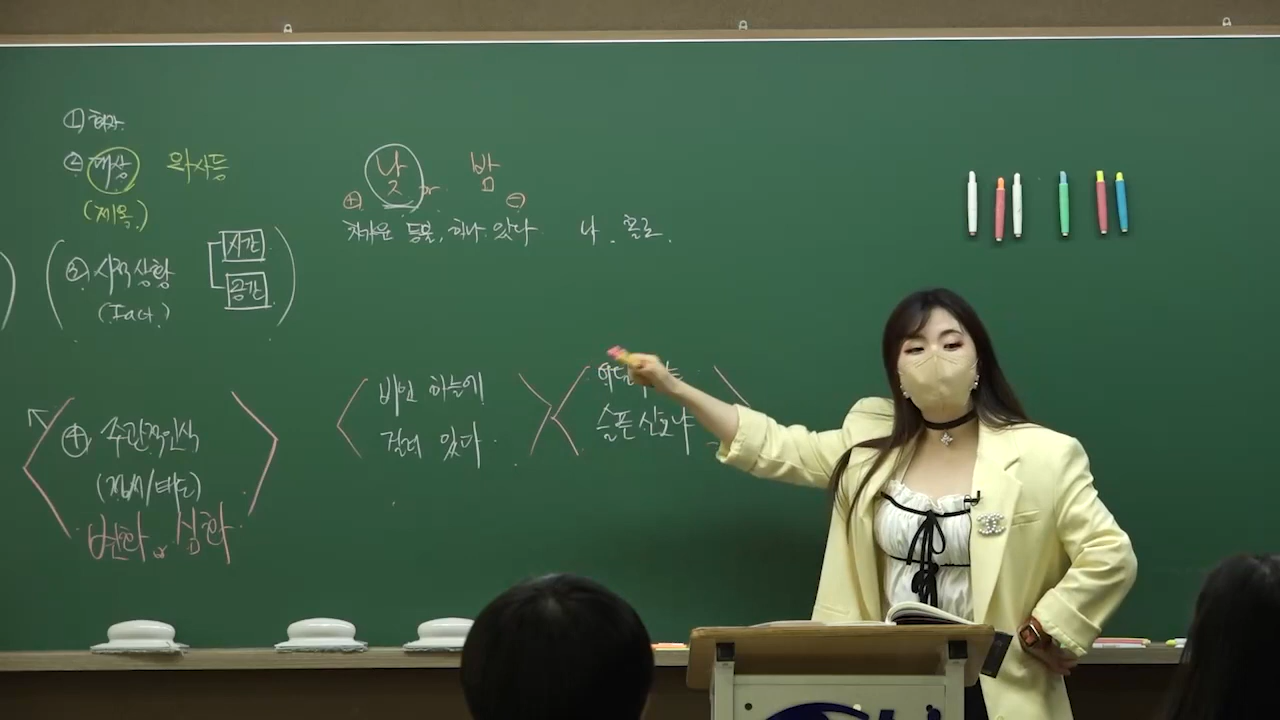 ① 화자
② 대상 외사등
(제목)
③ 시적상황 시간
공간
(Fact)
④ 주관적인식
(정서/태도)
변화 or 심화
낮 or 밤
+ -
차가운 등불, 하나 있다 나 홀로
비인 하늘에
걸려 있다
슬픈 신호냐